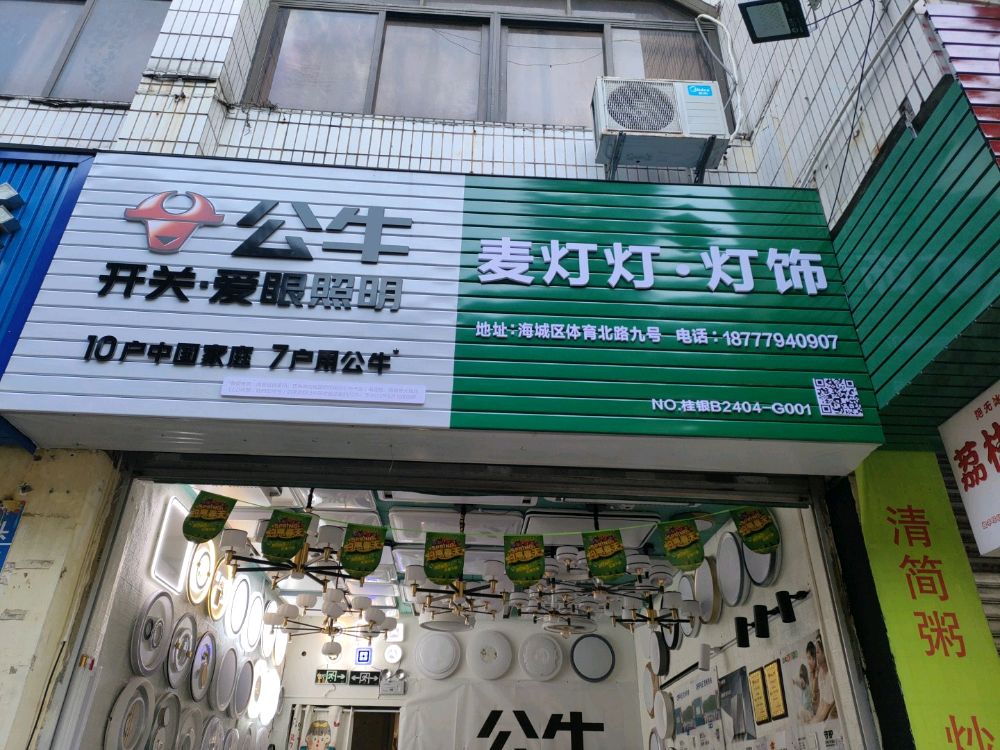 公牛
开关·爱眼照明
10户中国家庭 7户用公牛
麦灯灯·灯饰
地址:海城区体育北路九号 电话:18777940907
NO.桂银B2404-G001
Midea
清简粥
炒
公牛